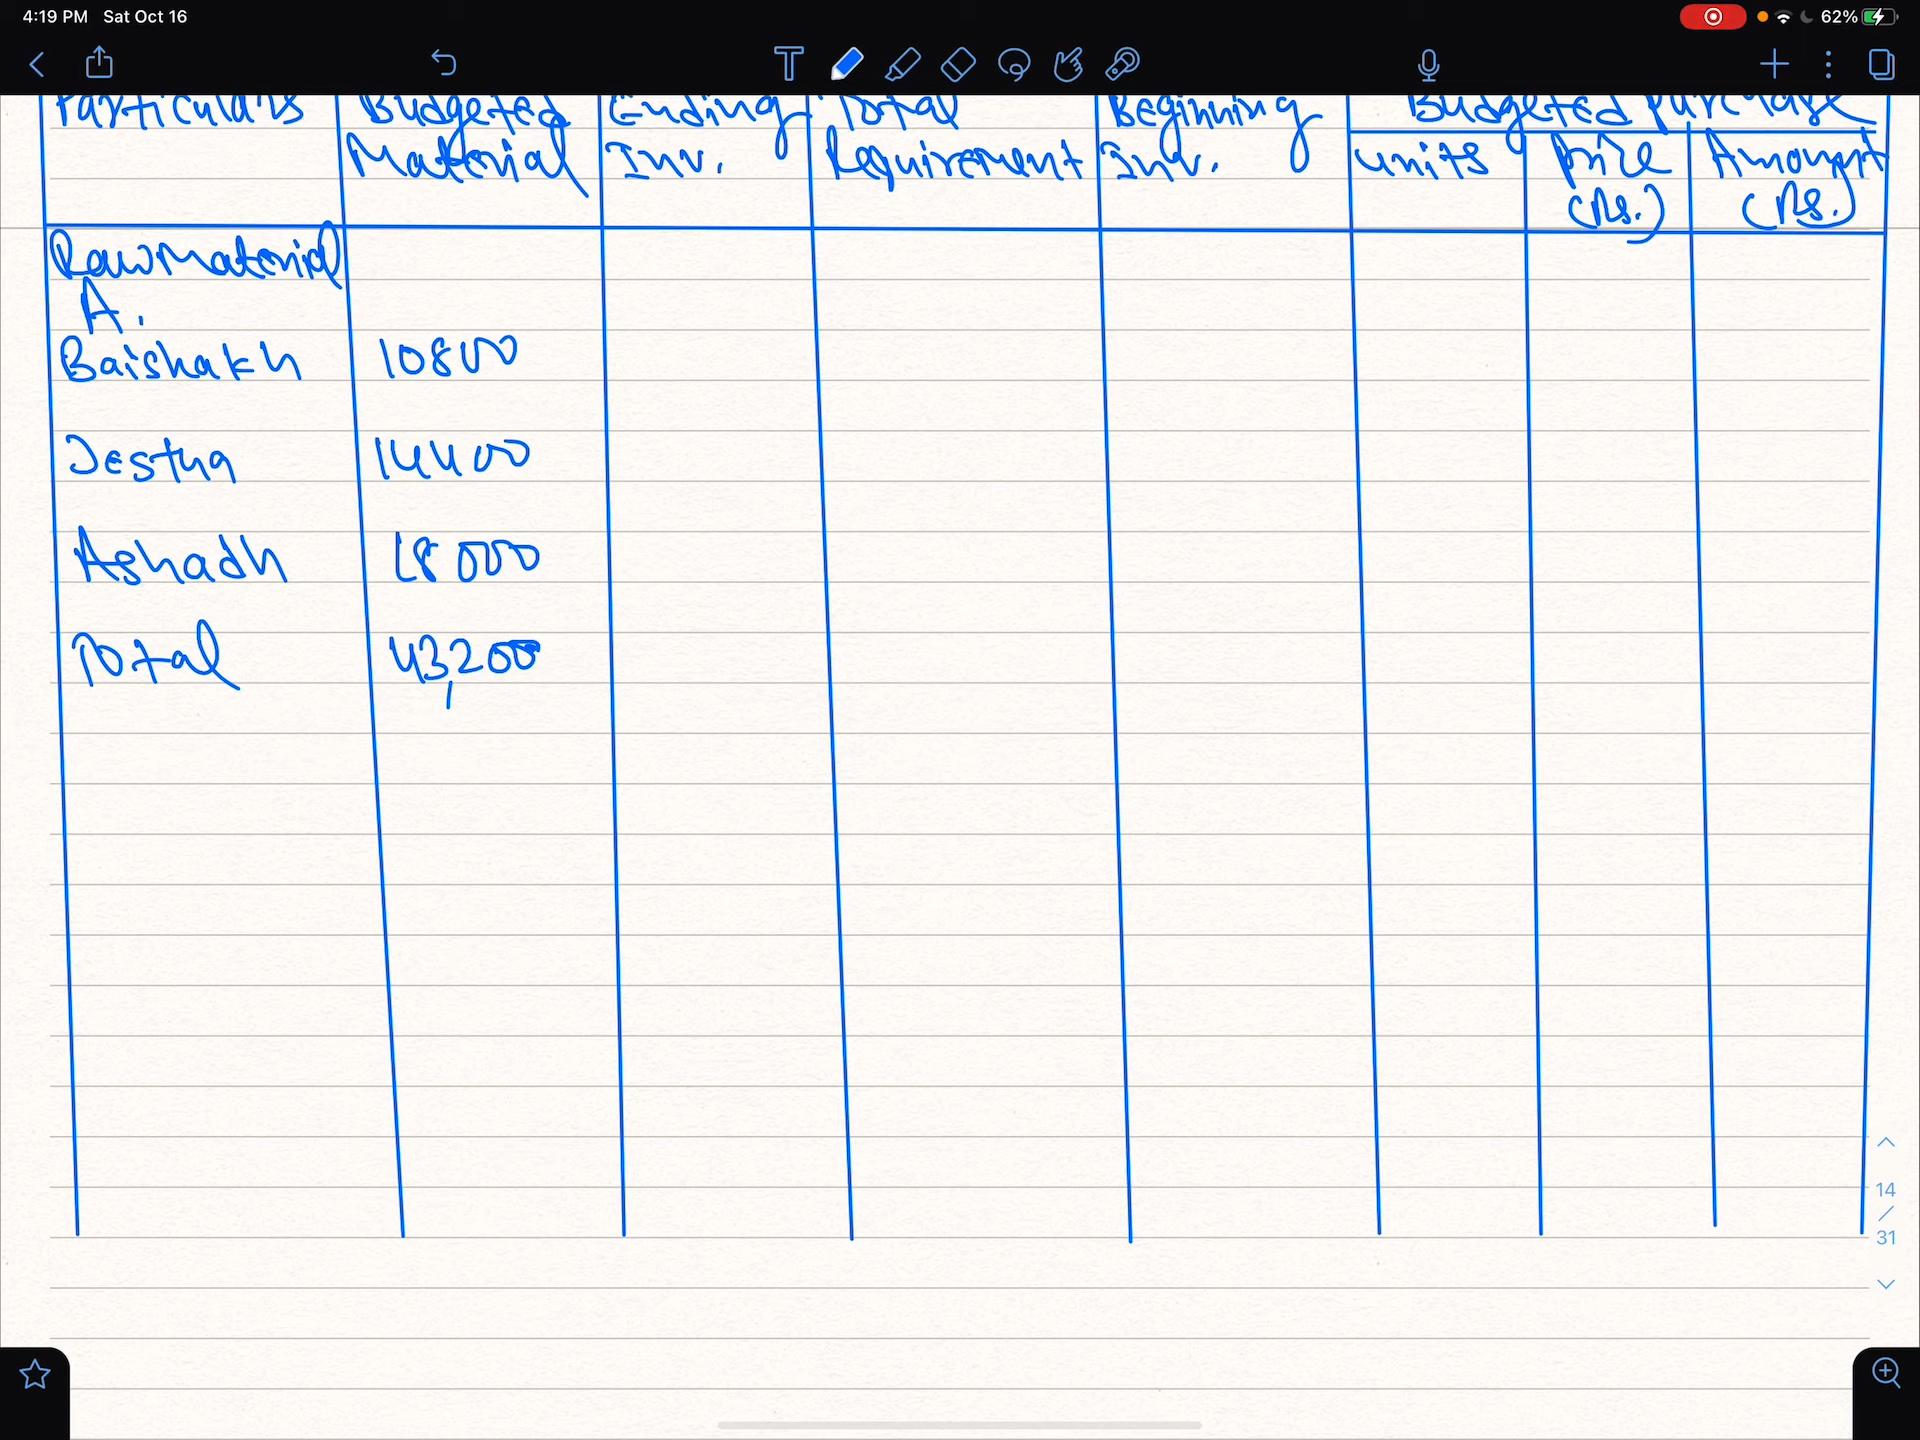 4:19 PM Sat Oct 16 62%
Particulars Budgeted Ending Total Beginning Budgeted purchase
Material Inv. Requirement Inv. units price Amount
(Rs.) (Rs.)
Raw Material
A.
Baishakh 10800
Jestha 14400
Ashadh 18000
Total 43,200
14
/
31